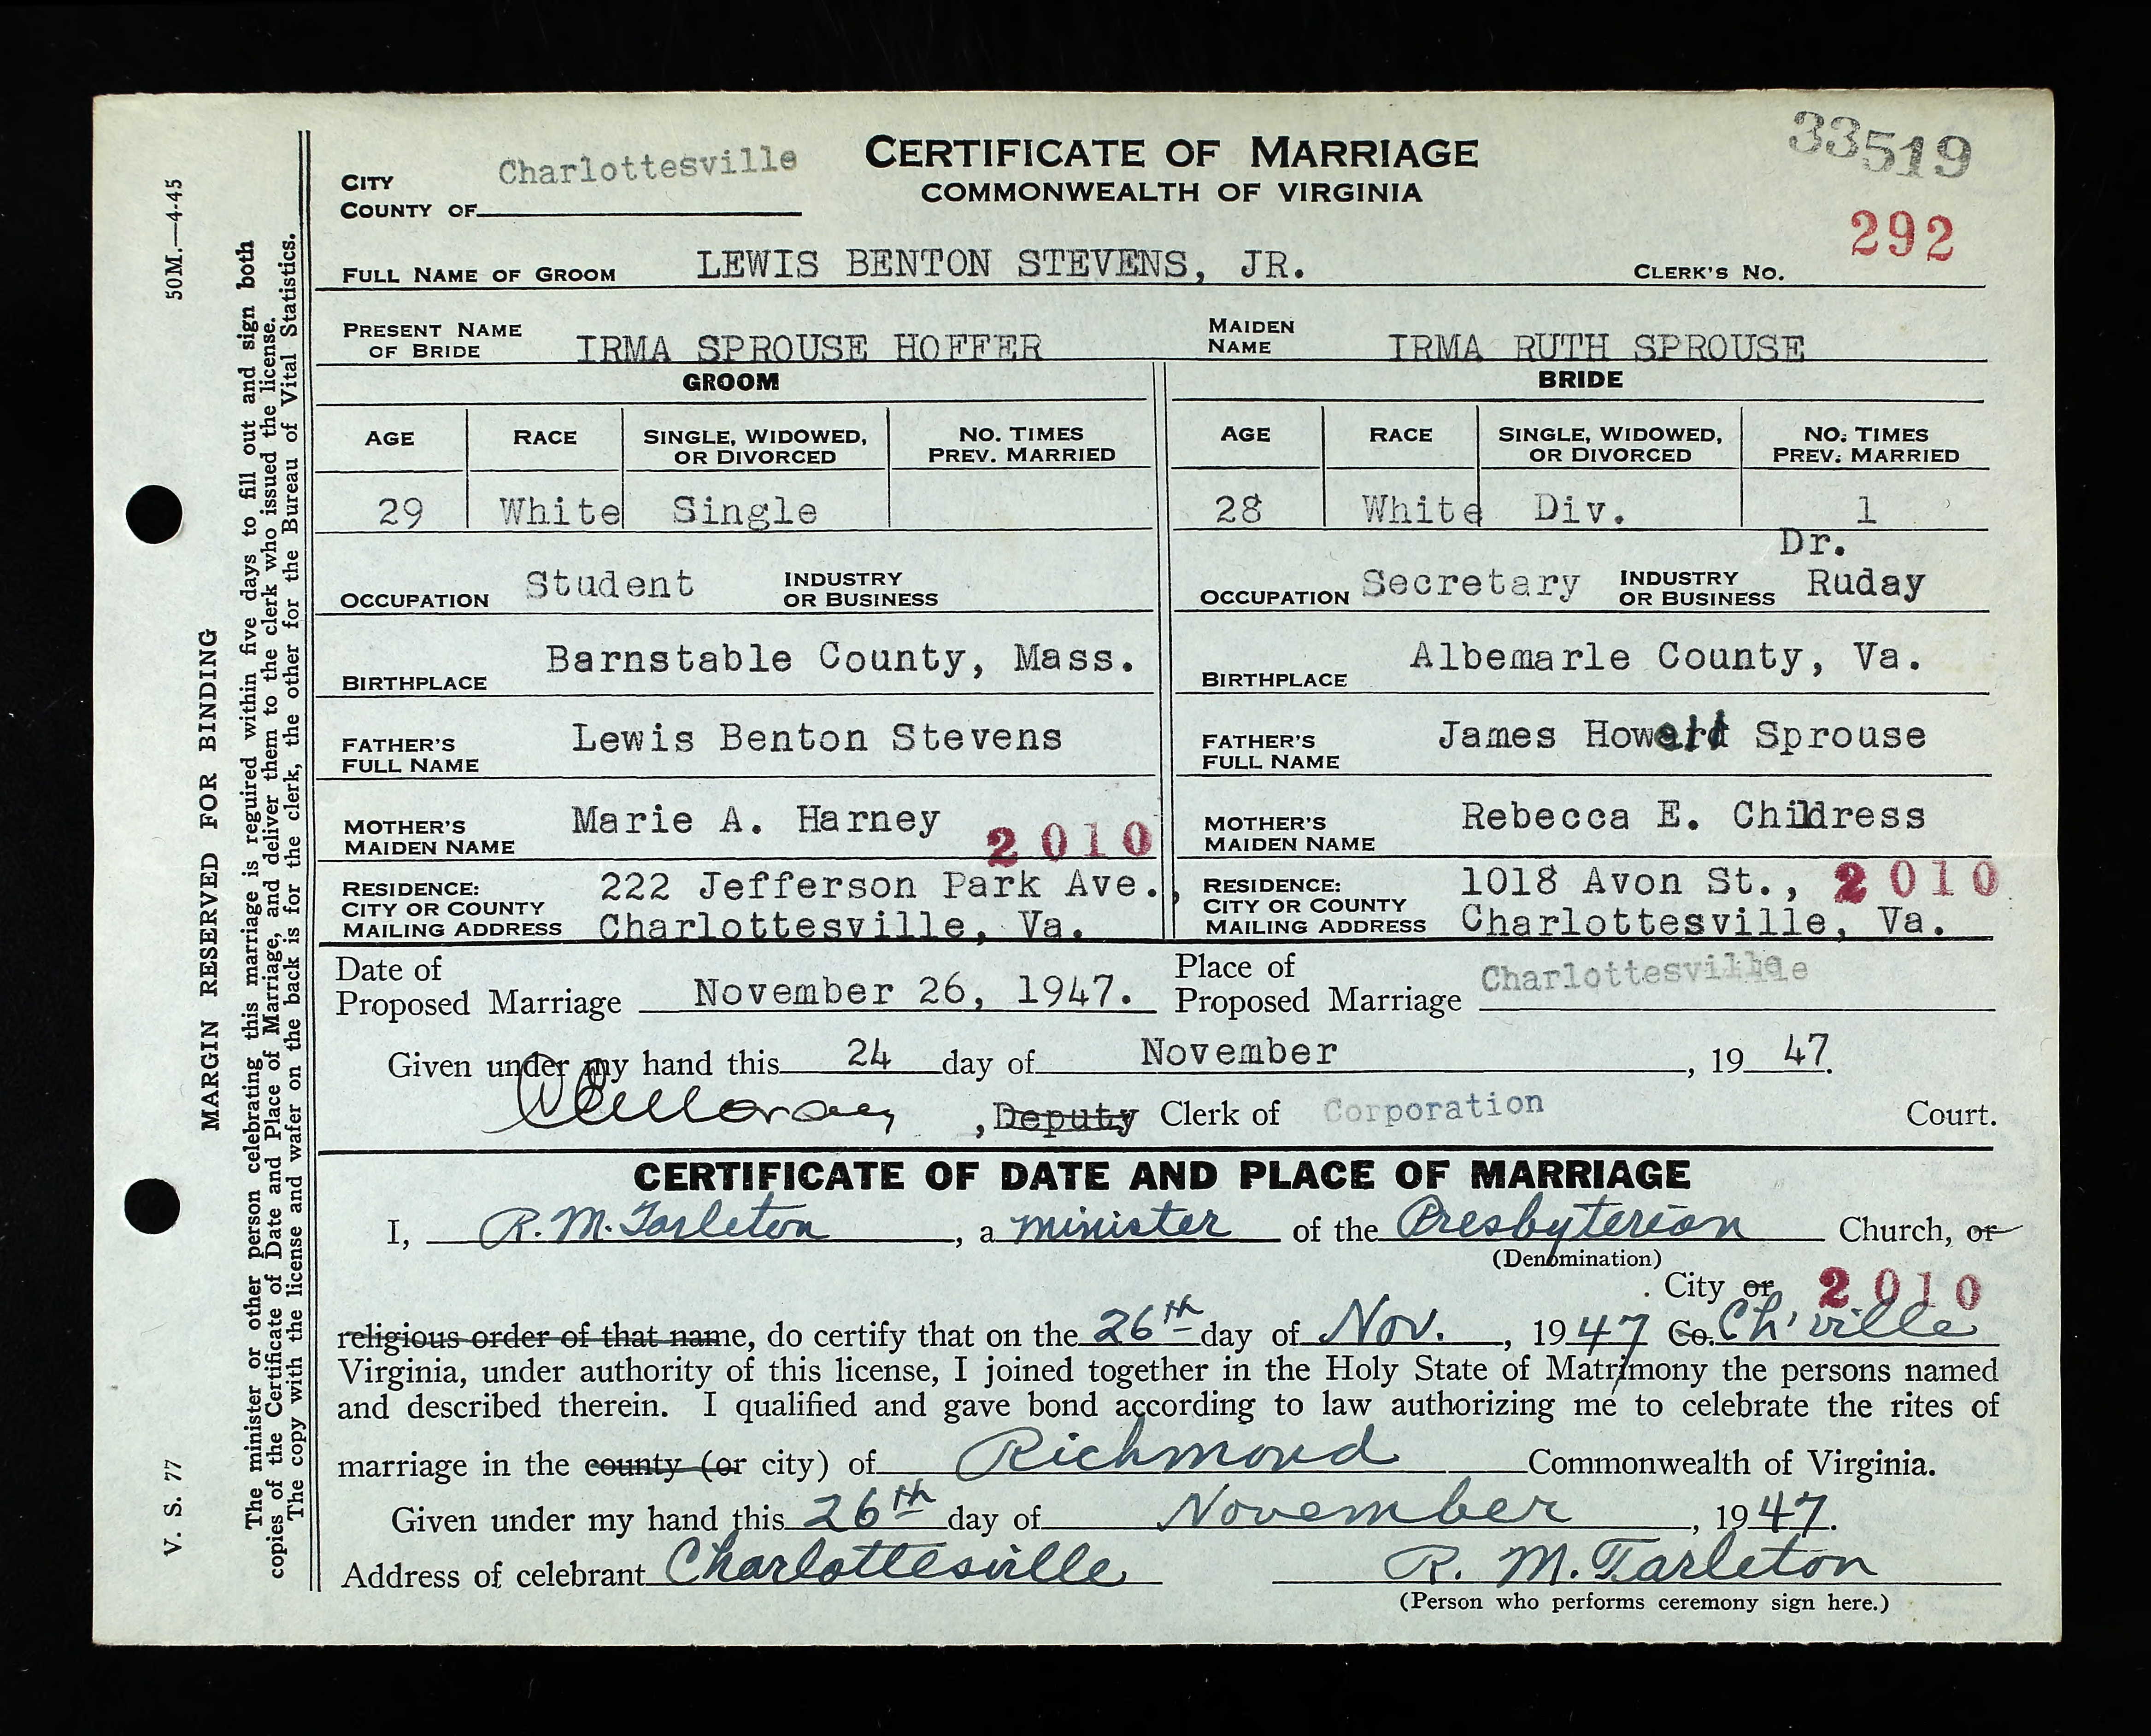 33519
CITY
COUNTY OF Charlottesville
CERTIFICATE OF MARRIAGE
COMMONWEALTH OF VIRGINIA
292
FULL NAME OF GROOM LEWIS BENTON STEVENS, JR. CLERK'S NO.
PRESENT NAME
OF BRIDE IRMA SPROUSE HOFFER MAIDEN
NAME IRMA RUTH SPROUSE
GROOM BRIDE
AGE RACE SINGLE, WIDOWED,
OR DIVORCED NO. TIMES
PREV. MARRIED AGE RACE SINGLE, WIDOWED,
OR DIVORCED NO. TIMES
PREV. MARRIED
29 White Single 28 White Div. 1
OCCUPATION Student INDUSTRY
OR BUSINESS OCCUPATION Secretary INDUSTRY
OR BUSINESS Dr.
Ruday
BIRTHPLACE Barnstable County, Mass. BIRTHPLACE Albemarle County, Va.
FATHER'S
FULL NAME Lewis Benton Stevens FATHER'S
FULL NAME James Howard Sprouse
MOTHER'S
MAIDEN NAME Marie A. Harney 2010 MOTHER'S
MAIDEN NAME Rebecca E. Childress
RESIDENCE:
CITY OR COUNTY
MAILING ADDRESS 222 Jefferson Park Ave.,
Charlottesville, Va.
RESIDENCE:
CITY OR COUNTY
MAILING ADDRESS 1018 Avon St., 2010
Charlottesville, Va.
Date of
Proposed Marriage November 26, 1947. Place of
Proposed Marriage Charlottesville
Given under my hand this 24 day of November, 19 47.
, Deputy Clerk of Corporation Court.
CERTIFICATE OF DATE AND PLACE OF MARRIAGE
I, R. M. Tarleton, a minister of the Presbyterian Church, or
(Denomination)
City or 2010
religious order of that name, do certify that on the 26th day of Nov., 1947 Co. Ch'ville
Virginia, under authority of this license, I joined together in the Holy State of Matrimony the persons named
and described therein. I qualified and gave bond according to law authorizing me to celebrate the rites of
marriage in the county (or city) of Richmond Commonwealth of Virginia.
Given under my hand this 26th day of November, 1947.
Address of celebrant Charlottesville R. M. Tarleton
(Person who performs ceremony sign here.)
V. S. 77 MARGIN RESERVED FOR BINDING 50M.—4-45
The minister or other person celebrating this marriage is required within five days to fill out and sign both
copies of the Certificate of Date and Place of Marriage, and deliver them to the clerk who issued the license.
The copy with the license and wafer on the back is for the clerk, the other for the Bureau of Vital Statistics.